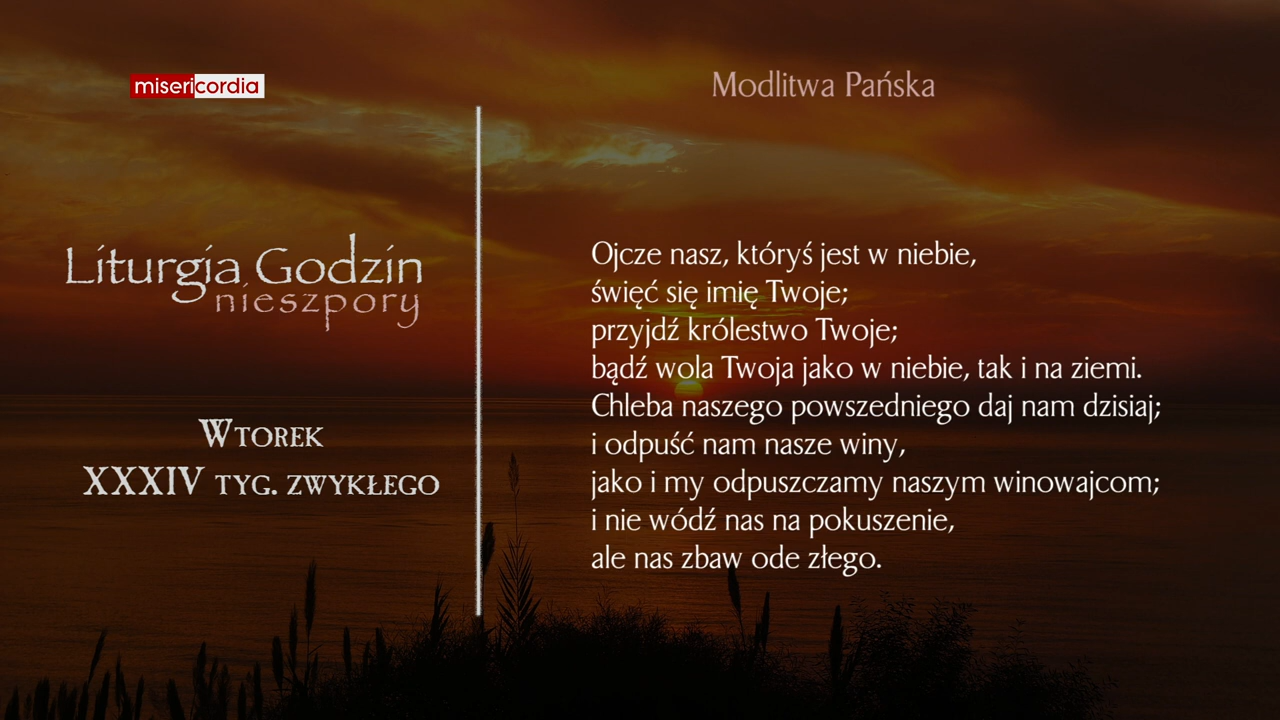 misericordia
Liturgia Godzin
nieszpory
Wtorek
XXXIV tyg. zwykłego
Modlitwa Pańska
Ojcze nasz, któryś jest w niebie,
święć się imię Twoje;
przyjdź królestwo Twoje;
bądź wola Twoja jako w niebie, tak i na ziemi.
Chleba naszego powszedniego daj nam dzisiaj;
i odpuść nam nasze winy,
jako i my odpuszczamy naszym winowajcom;
i nie wódź nas na pokuszenie,
ale nas zbaw ode złego.